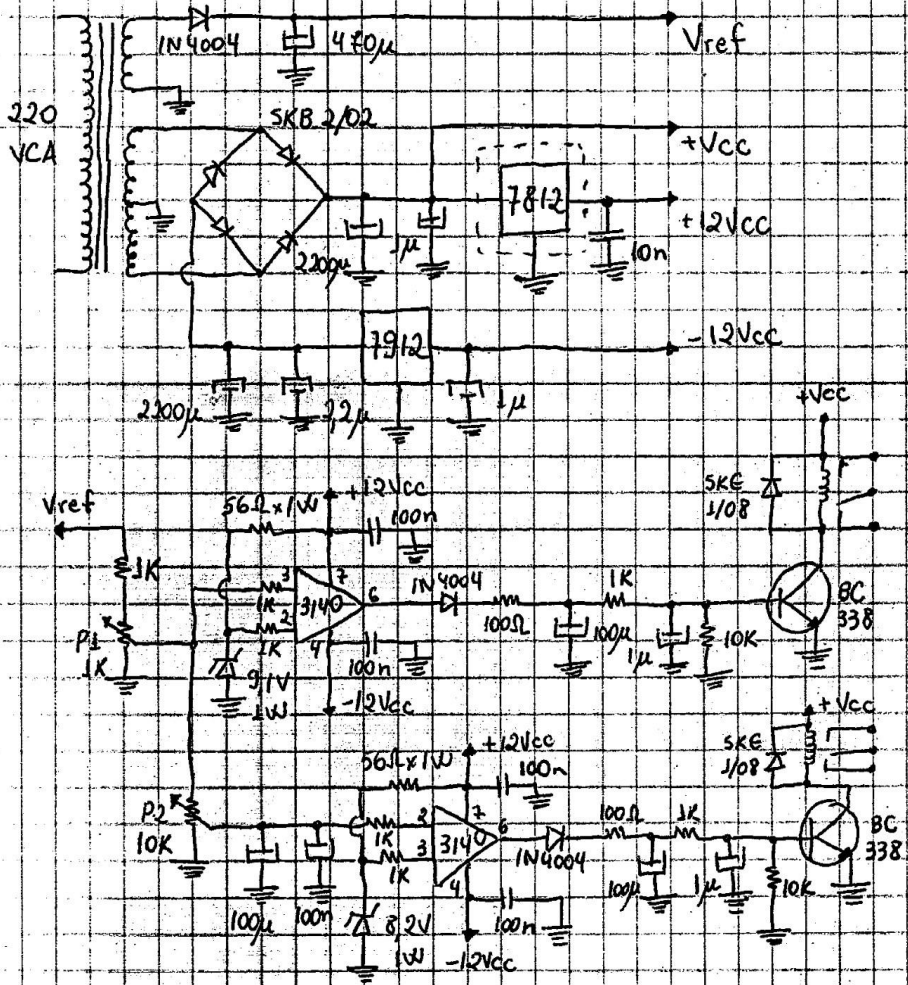 1N4004
470µ
Vref
220
VCA
SKB 2/02
+Vcc
7812
+12Vcc
2200µ
1µ
10n
7912
-12Vcc
2200µ
2,2µ
1µ
+Vcc
Vref
56Ω×1W
+12Vcc
100n
SKE
1/08
1K
3
7
1N4004
1K
BC
338
1K
3140
6
2
100Ω
P1
1K
1K
4
100n
100µ
1µ
10K
9,1V
1W
-12Vcc
+Vcc
56Ω×1W
+12Vcc
100n
SKE
1/08
P2
10K
2
7
100Ω
1K
BC
338
1K
3140
6
3
1N4004
1K
4
100µ
1µ
10K
100µ
100n
8,2V
1W
100n
-12Vcc